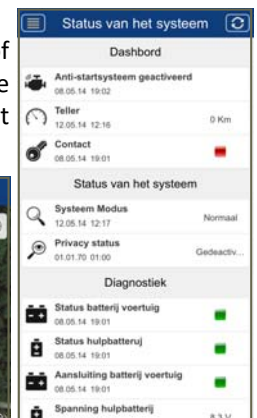 Status van het systeem
Dashbord
Anti-startsysteem geactiveerd
08.05.14 19:02
Teller
12.05.14 12:16
0 Km
Contact
08.05.14 19:01
Status van het systeem
Systeem Modus
12.05.14 12:17
Normaal
Privacy status
01.01.70 01:00
Gedeactiv...
Diagnostiek
Status batterij voertuig
08.05.14 19:01
Status hulpbatteruj
08.05.14 19:01
Aansluiting batterij voertuig
08.05.14 19:01
Spanning hulpbatterij
8.3 V